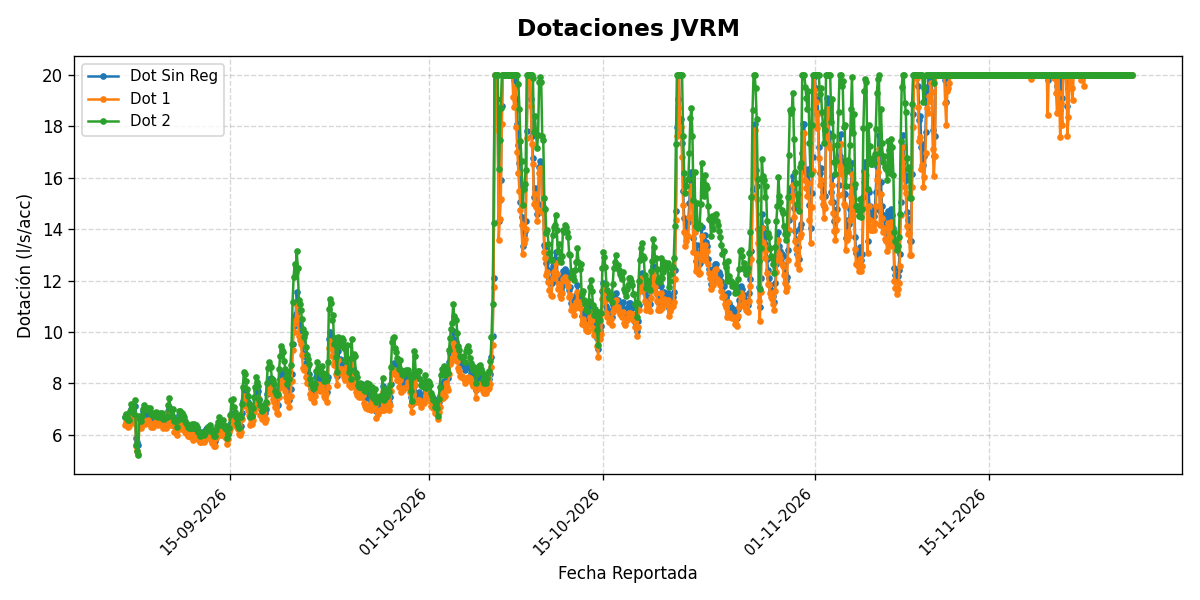 Dotaciones JVRM
Dot Sin Reg
Dot 1
Dot 2
Dotación (l/s/acc)
20
18
16
14
12
10
8
6
15-09-2026
01-10-2026
15-10-2026
01-11-2026
15-11-2026
Fecha Reportada